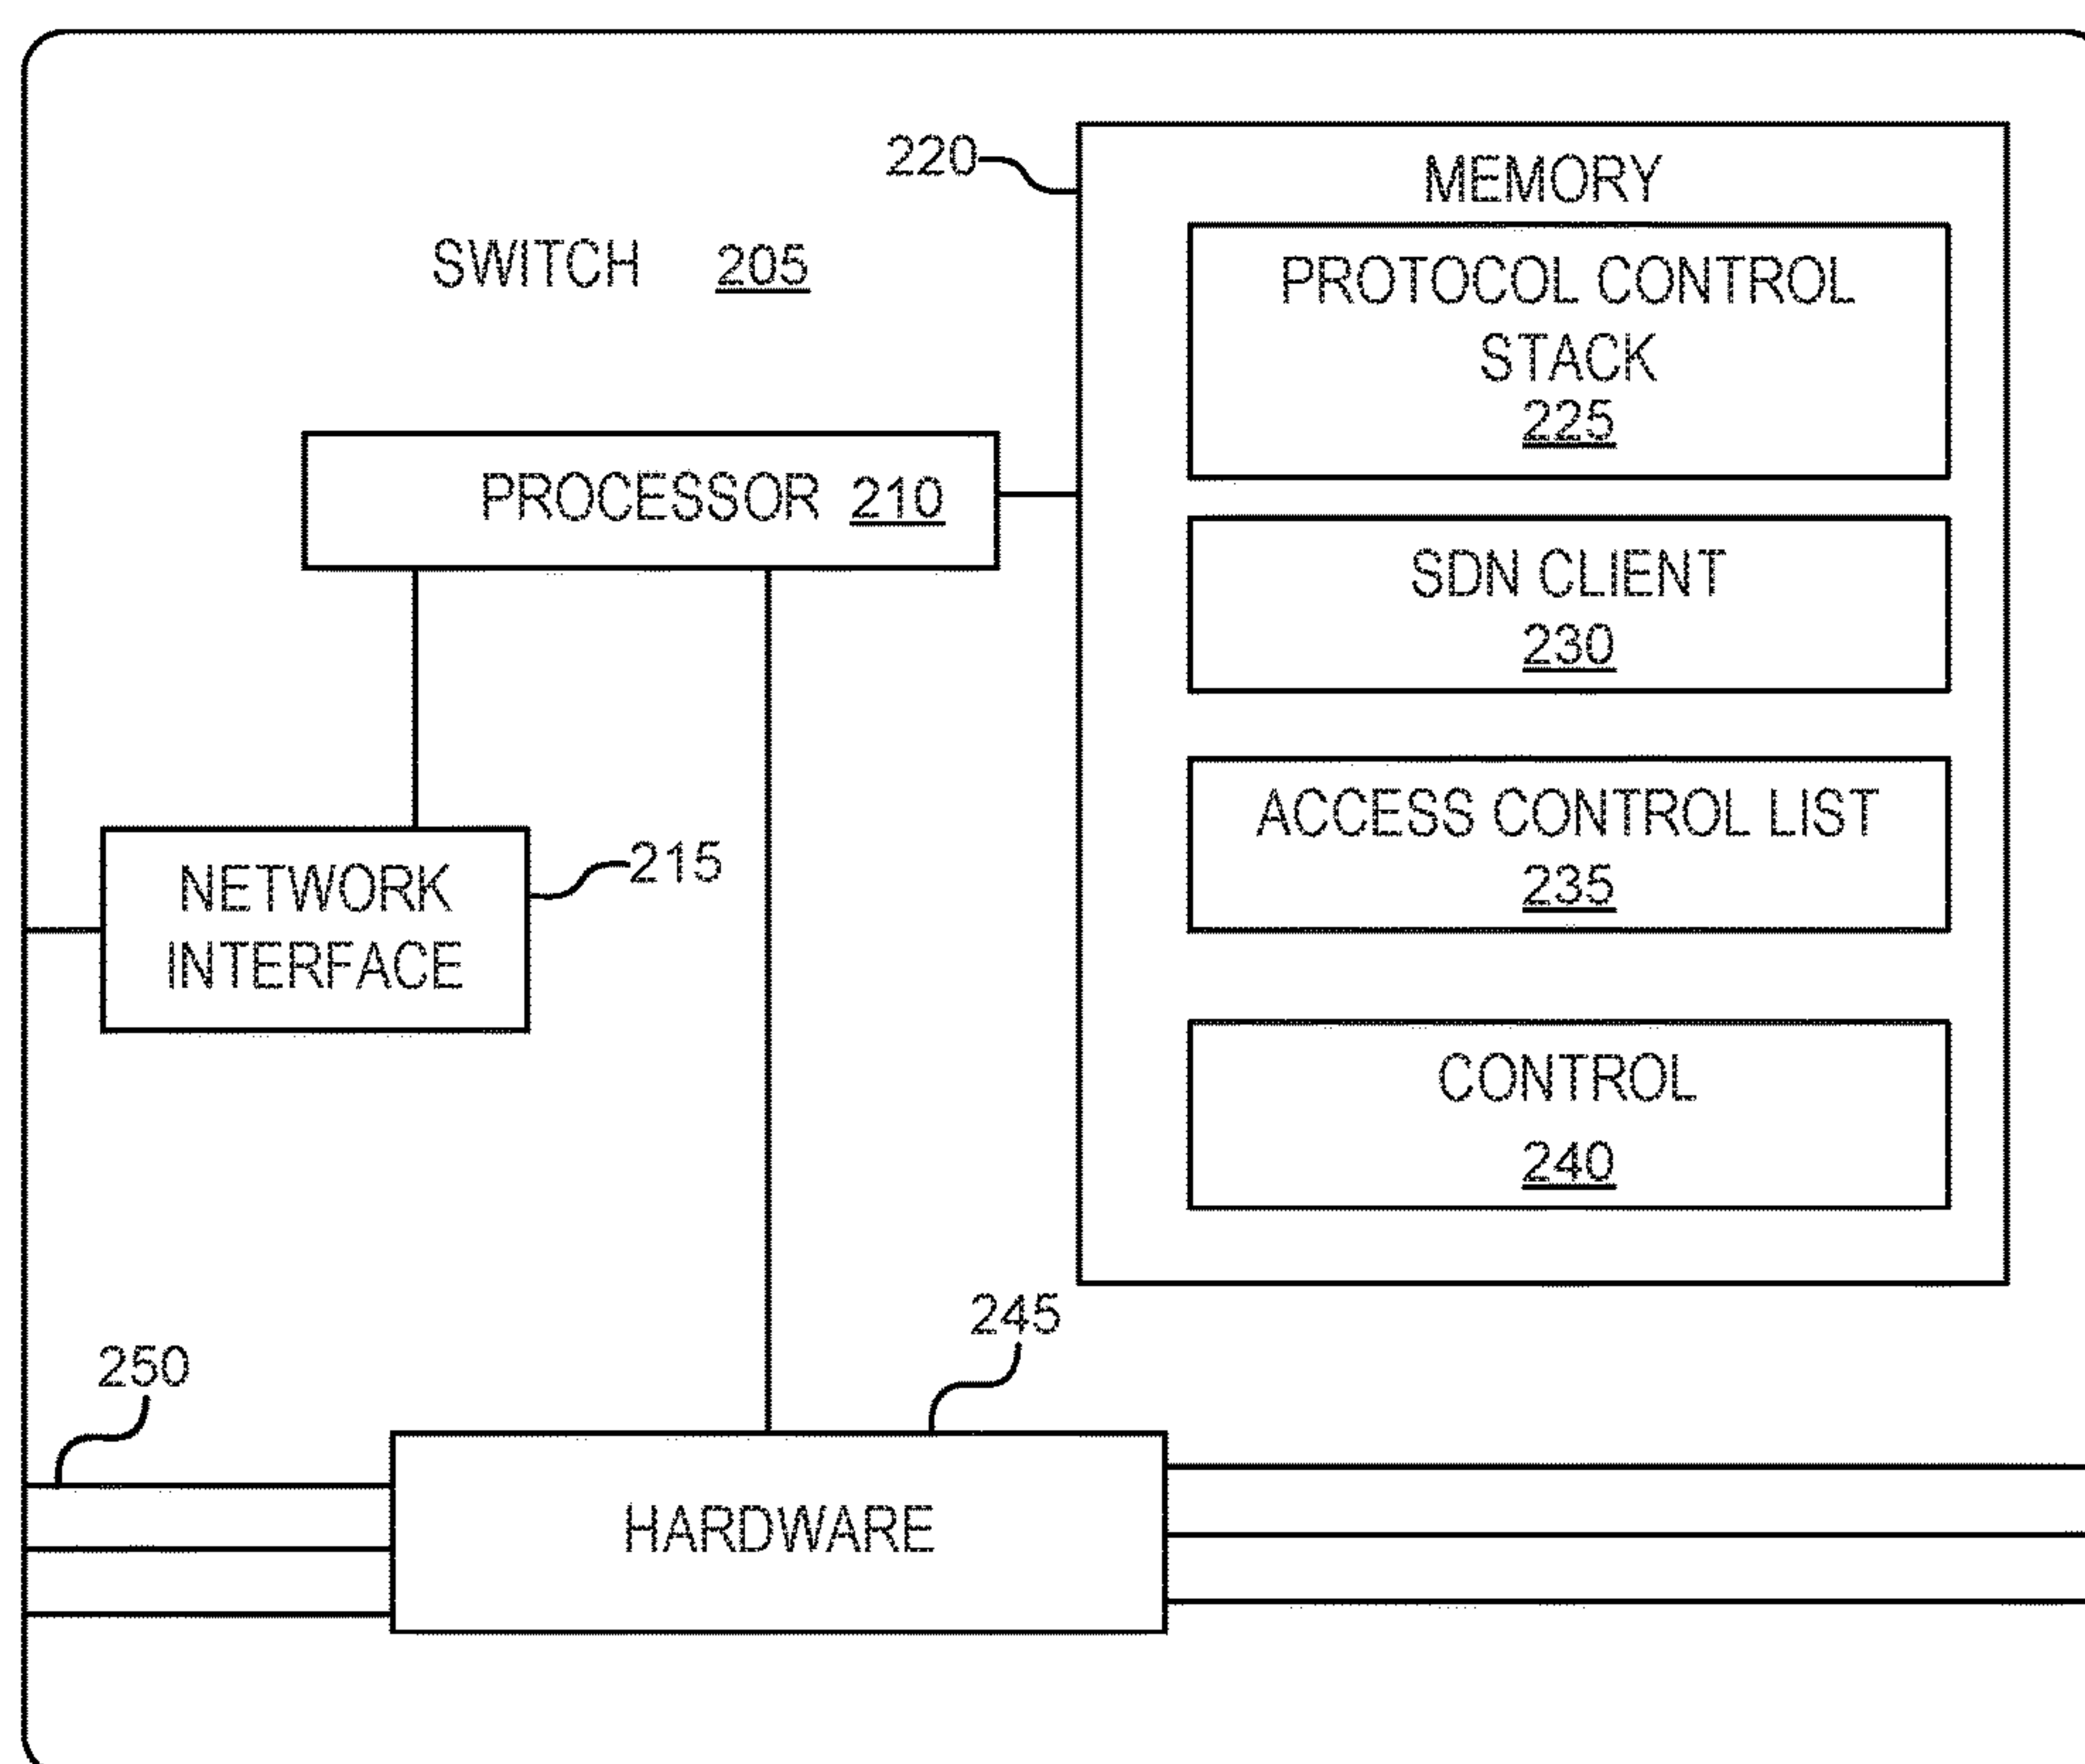 220
MEMORY
SWITCH 205
PROTOCOL CONTROL
STACK
225
PROCESSOR 210
SDN CLIENT
230
ACCESS CONTROL LIST
235
215
NETWORK
INTERFACE
CONTROL
240
245
250
HARDWARE